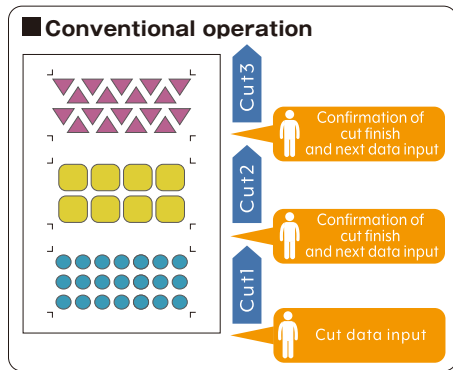 ■ Conventional operation
Cut3
Confirmation of
cut finish
and next data input
Cut2
Confirmation of
cut finish
and next data input
Cut1
Cut data input